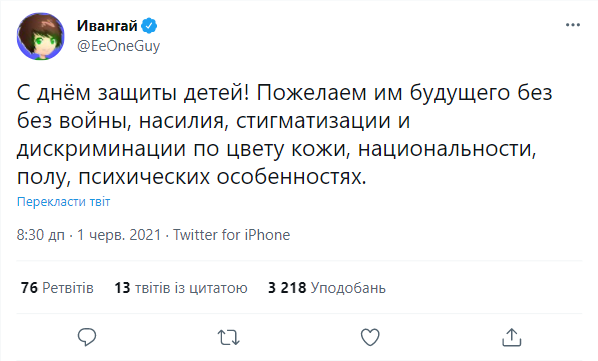 Ивангай
@EeOneGuy
С днём защиты детей! Пожелаем им будущего без
без войны, насилия, стигматизации и
дискриминации по цвету кожи, национальности,
полу, психических особенностях.
Перекласти твіт
8:30 дп · 1 черв. 2021 · Twitter for iPhone
76 Ретвітів 13 твітів із цитатою 3 218 Уподобань